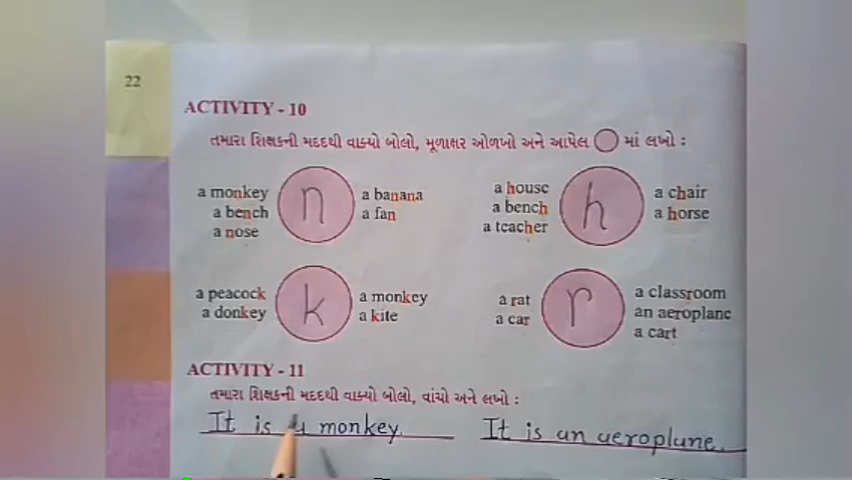 22
ACTIVITY - 10
તમારા શિક્ષકની મદદથી વાક્યો બોલો, મૂળાક્ષર ઓળખો અને આપેલ માં લખો :
a monkey
a bench
a nose
n
a banana
a fan
a house
a bench
a teacher
h
a chair
a horse
a peacock
a donkey
k
a monkey
a kite
a rat
a car
r
a classroom
an aeroplane
a cart
ACTIVITY - 11
તમારા શિક્ષકની મદદથી વાક્યો બોલો, વાંચો અને લખો :
It is a monkey. It is an aeroplane.